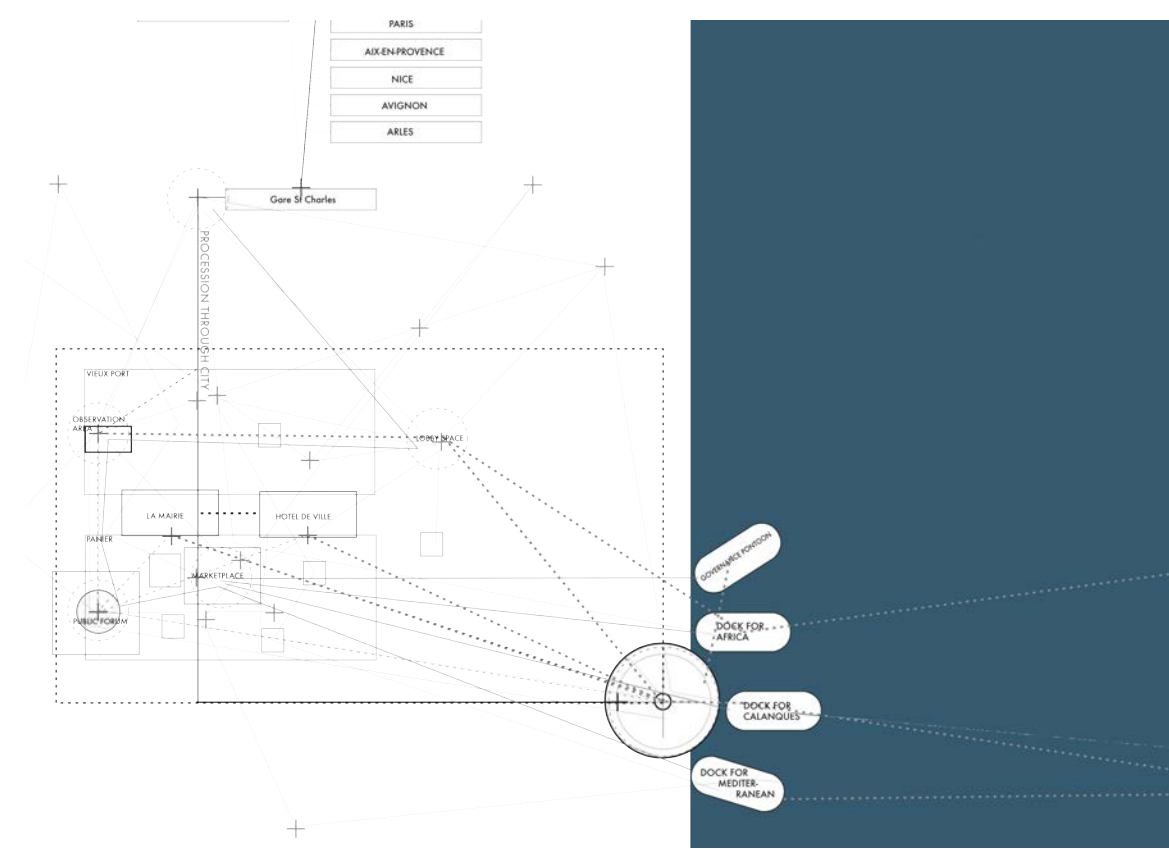 PARIS
AIX-EN-PROVENCE
NICE
AVIGNON
ARLES
Gare St Charles
PROCESSION THROUGH CITY
VIEUX PORT
OBSERVATION
AREA
LOBBY SPACE
LA MAIRIE
HOTEL DE VILLE
PANIER
MARKETPLACE
PUBLIC FORUM
GOVERNANCE PONTOON
DOCK FOR
AFRICA
DOCK FOR
CALANQUES
DOCK FOR
MEDITER-
RANEAN